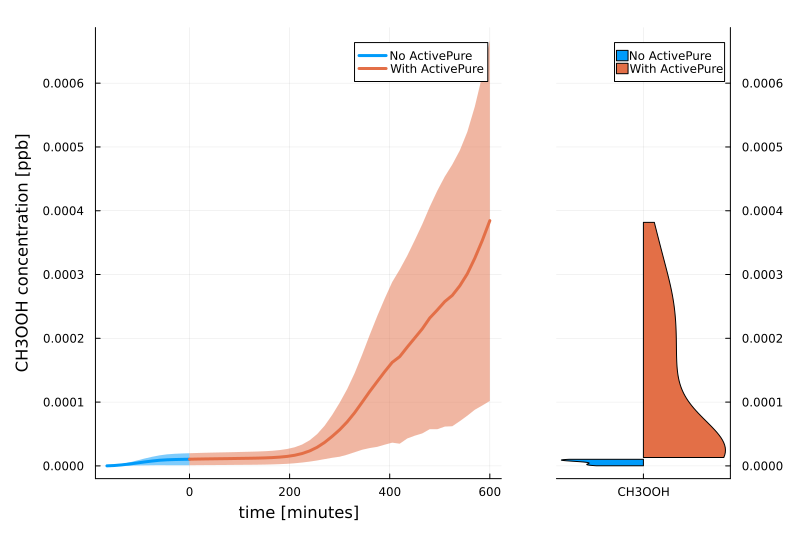 No ActivePure
With ActivePure
No ActivePure
With ActivePure
0.0006
0.0005
0.0004
0.0003
0.0002
0.0001
0.0000
CH3OOH concentration [ppb]
0
200
400
600
time [minutes]
0.0006
0.0005
0.0004
0.0003
0.0002
0.0001
0.0000
CH3OOH